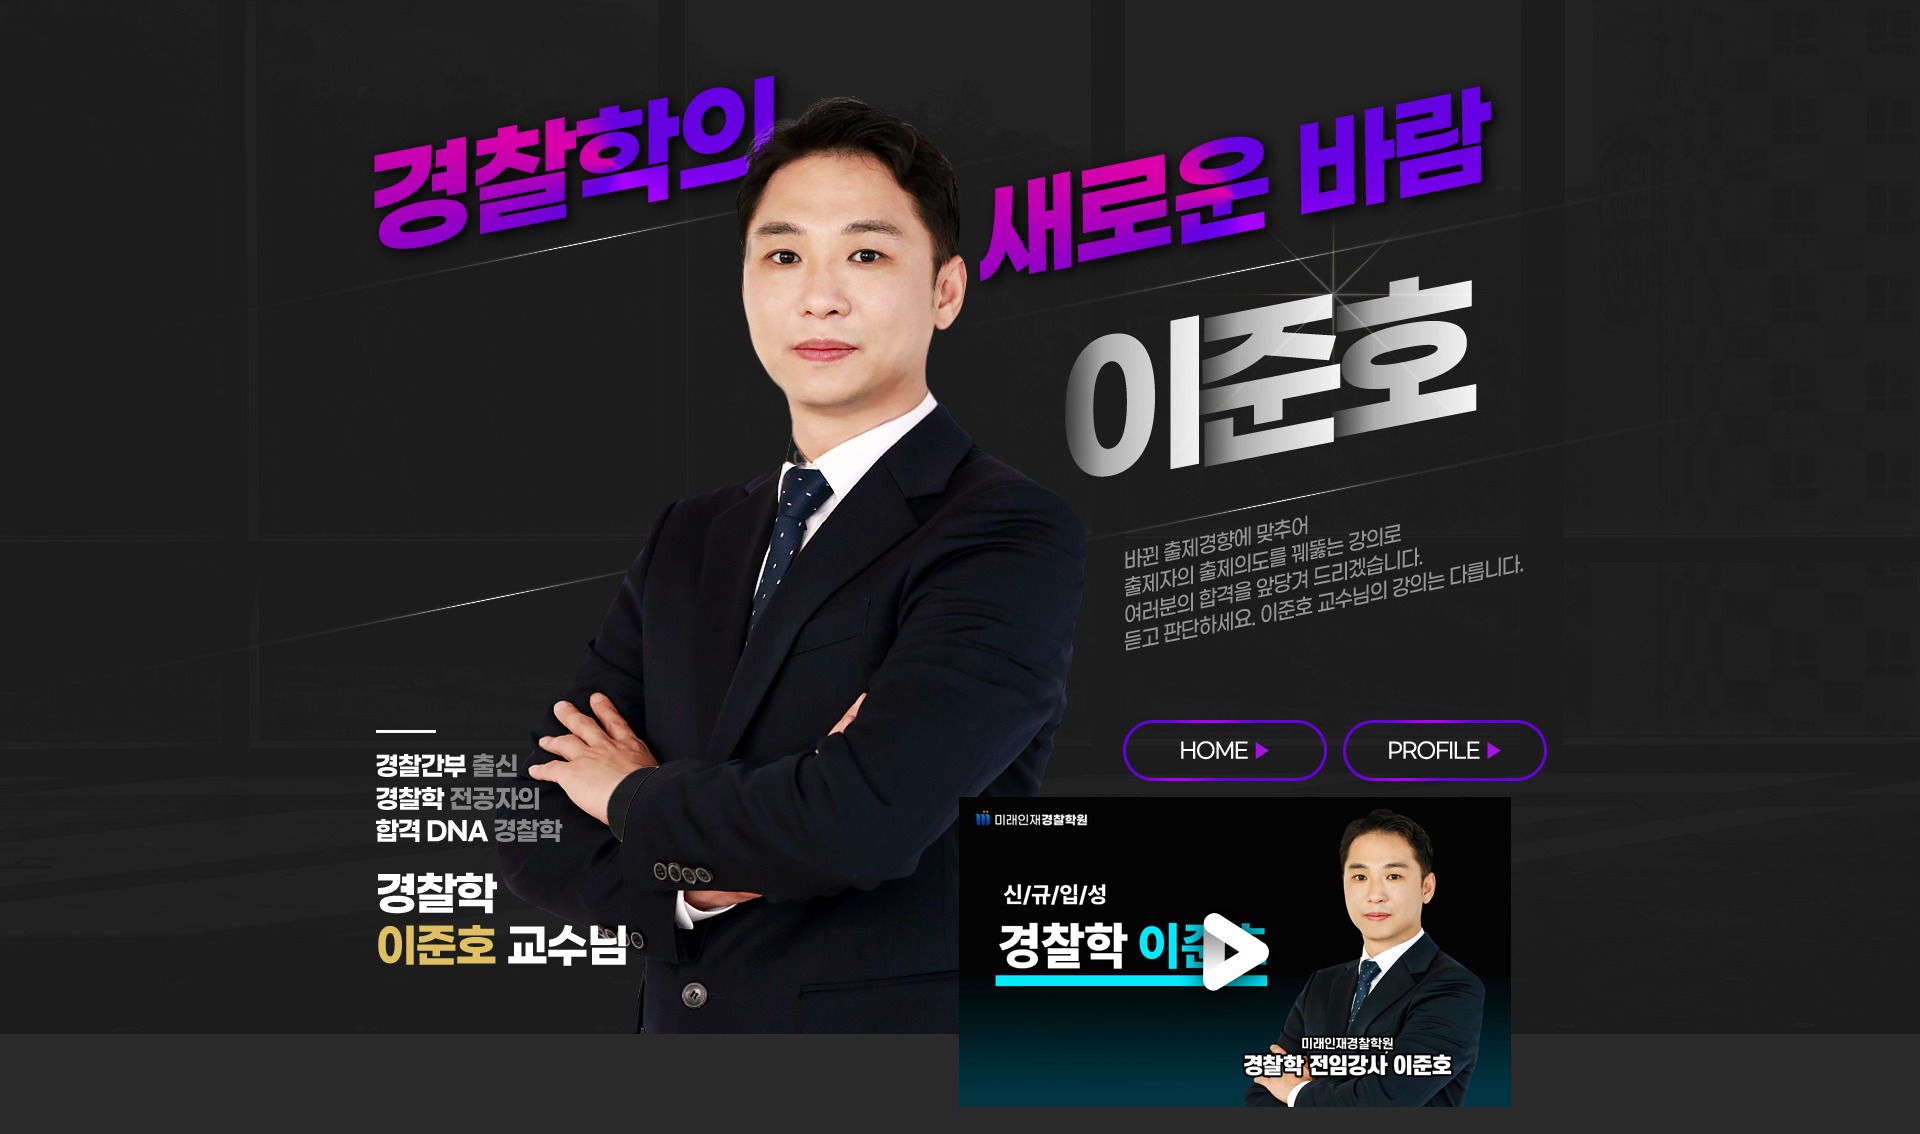 경찰학의
새로운 바람
이준호
바뀐 출제경향에 맞추어
출제자의 출제의도를 꿰뚫는 강의로
여러분의 합격을 앞당겨 드리겠습니다.
듣고 판단하세요. 이준호 교수님의 강의는 다릅니다.
HOME
PROFILE
경찰간부 출신
경찰학 전공자의
합격 DNA 경찰학
경찰학
이준호 교수님
미래인재경찰학원
신/규/입/성
경찰학 이준호
미래인재경찰학원
경찰학 전임강사 이준호